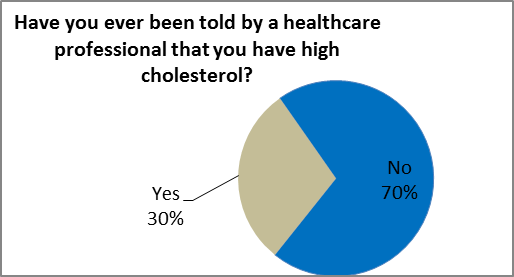 Have you ever been told by a healthcare
professional that you have high
cholesterol?
No
70%
Yes
30%